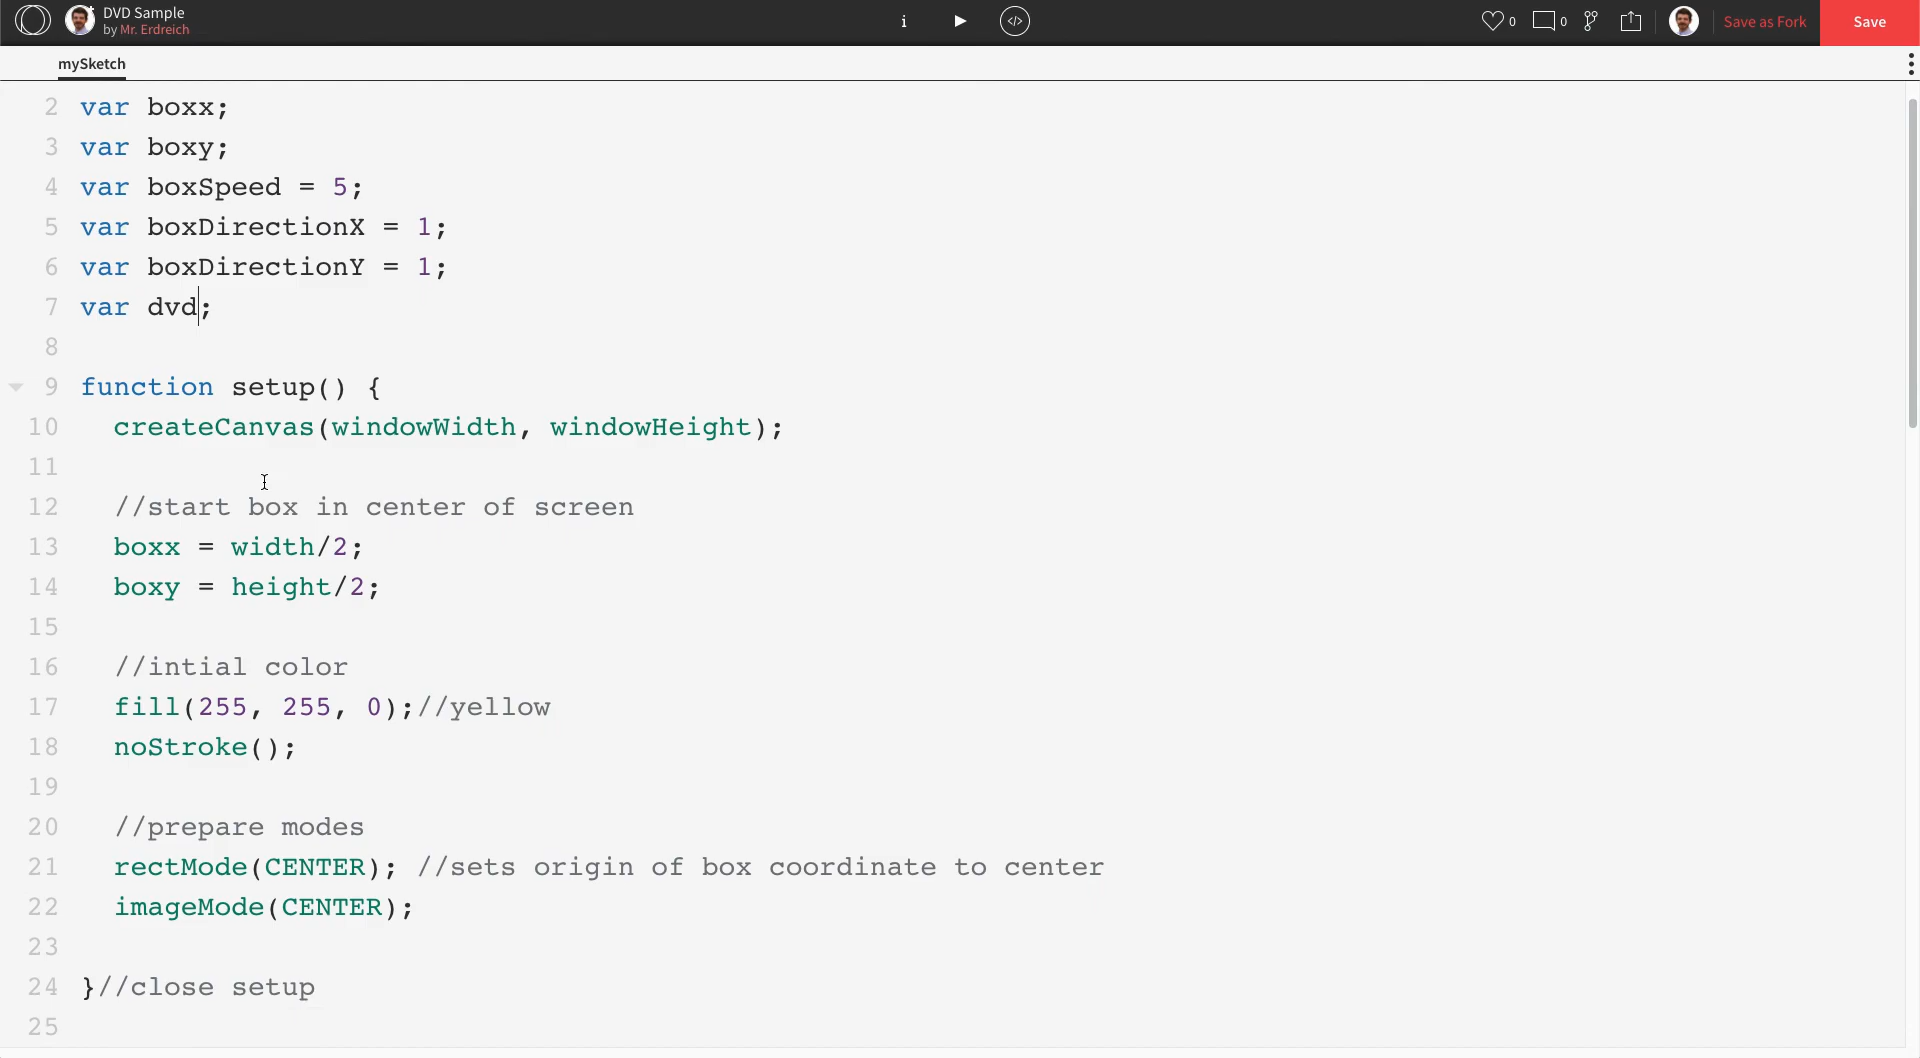 DVD Sample
by Mr. Erdreich
i
</>
0
0
Save as Fork
Save
mySketch
2 var boxx;
3 var boxy;
4 var boxSpeed = 5;
5 var boxDirectionX = 1;
6 var boxDirectionY = 1;
7 var dvd;
8
9 function setup() {
10 createCanvas(windowWidth, windowHeight);
11
12 //start box in center of screen
13 boxx = width/2;
14 boxy = height/2;
15
16 //intial color
17 fill(255, 255, 0);//yellow
18 noStroke();
19
20 //prepare modes
21 rectMode(CENTER); //sets origin of box coordinate to center
22 imageMode(CENTER);
23
24 }//close setup
25